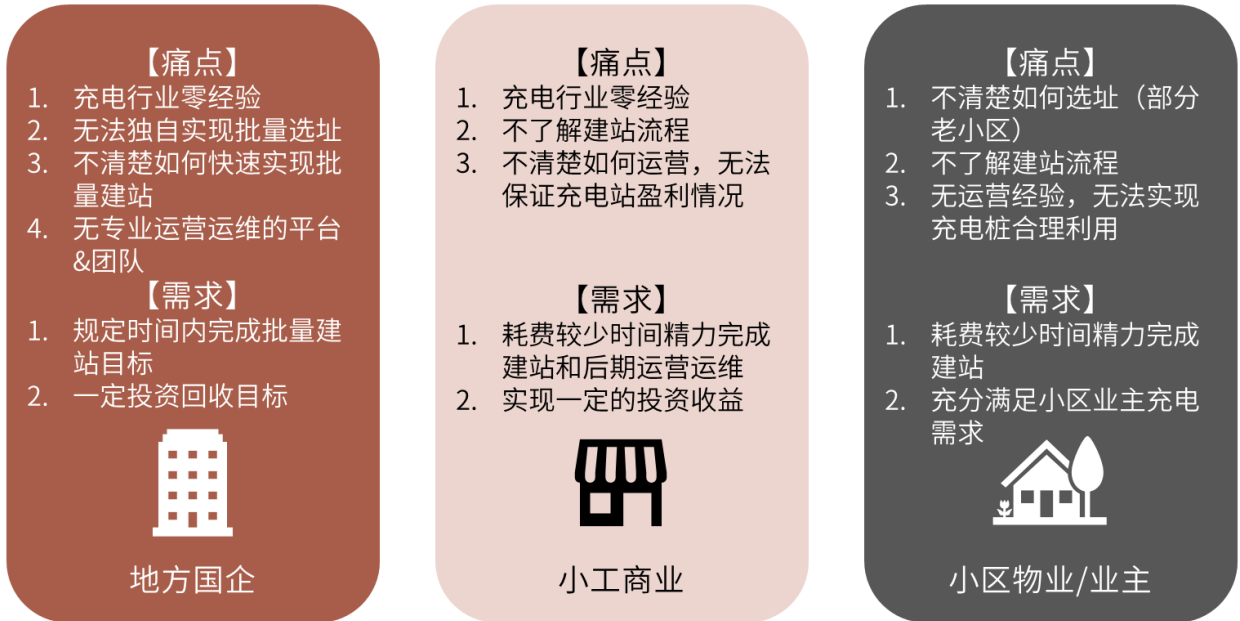 【痛点】
1. 充电行业零经验
2. 无法独自实现批量选址
3. 不清楚如何快速实现批
量建站
4. 无专业运营运维的平台
&团队
【需求】
1. 规定时间内完成批量建
站目标
2. 一定投资回收目标
地方国企
【痛点】
1. 充电行业零经验
2. 不了解建站流程
3. 不清楚如何运营，无法
保证充电站盈利情况
【需求】
1. 耗费较少时间精力完成
建站和后期运营运维
2. 实现一定的投资收益
小工商业
【痛点】
1. 不清楚如何选址（部分
老小区）
2. 不了解建站流程
3. 无运营经验，无法实现
充电桩合理利用
【需求】
1. 耗费较少时间精力完成
建站
2. 充分满足小区业主充电
需求
小区物业/业主